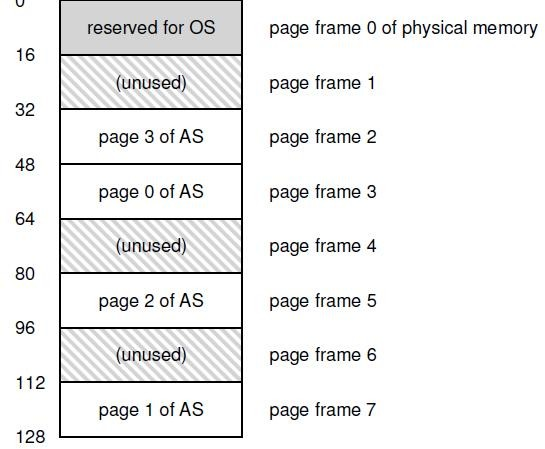 0
reserved for OS page frame 0 of physical memory
16
(unused) page frame 1
32
page 3 of AS page frame 2
48
page 0 of AS page frame 3
64
(unused) page frame 4
80
page 2 of AS page frame 5
96
(unused) page frame 6
112
page 1 of AS page frame 7
128